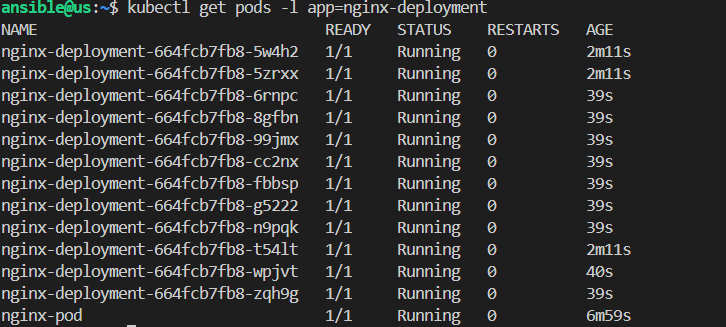 ansible@us:~$ kubectl get pods -l app=nginx-deployment
NAME                                READY   STATUS    RESTARTS   AGE
nginx-deployment-664fcb7fb8-5w4h2   1/1     Running   0          2m11s
nginx-deployment-664fcb7fb8-5zrxx   1/1     Running   0          2m11s
nginx-deployment-664fcb7fb8-6rnpc   1/1     Running   0          39s
nginx-deployment-664fcb7fb8-8gfbn   1/1     Running   0          39s
nginx-deployment-664fcb7fb8-99jmx   1/1     Running   0          39s
nginx-deployment-664fcb7fb8-cc2nx   1/1     Running   0          39s
nginx-deployment-664fcb7fb8-fbbsp   1/1     Running   0          39s
nginx-deployment-664fcb7fb8-g5222   1/1     Running   0          39s
nginx-deployment-664fcb7fb8-n9pqk   1/1     Running   0          39s
nginx-deployment-664fcb7fb8-t54lt   1/1     Running   0          2m11s
nginx-deployment-664fcb7fb8-wpjvt   1/1     Running   0          40s
nginx-deployment-664fcb7fb8-zqh9g   1/1     Running   0          39s
nginx-pod                           1/1     Running   0          6m59s